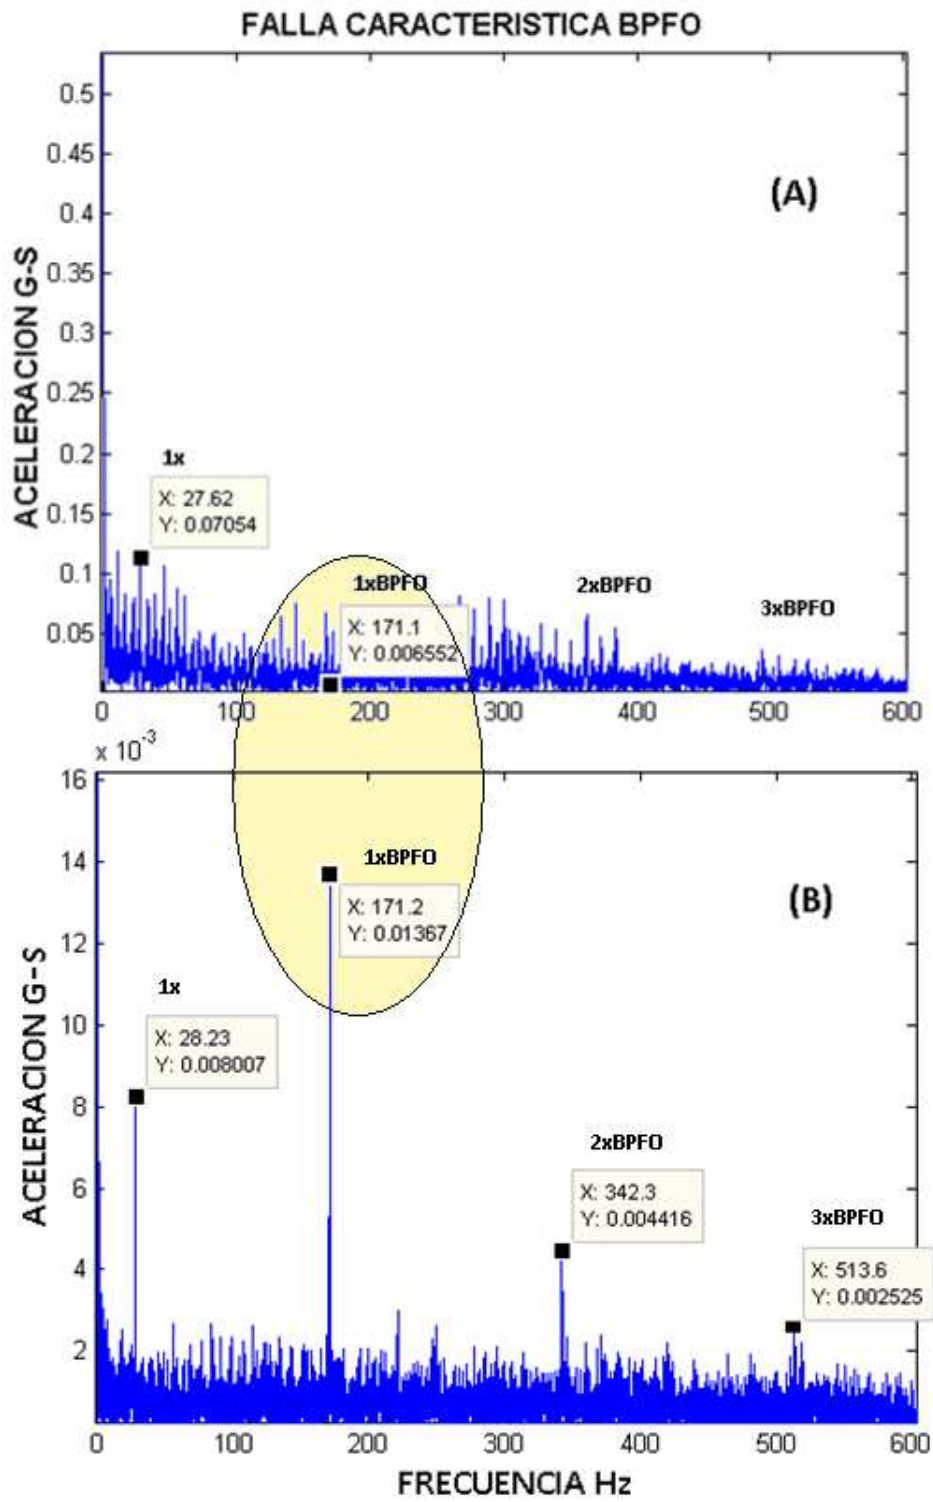 FALLA CARACTERISTICA BPFO
0.5
0.45
0.4
0.35
0.3
0.25
0.2
0.15
0.1
0.05
ACELERACION G-S
(A)
1x
X: 27.62
Y: 0.07054
1xBPFO
X: 171.1
Y: 0.006552
2xBPFO
3xBPFO
0 100 200 300 400 500 600
x 10^-3
16
14
12
10
8
6
4
2
ACELERACION G-S
(B)
1xBPFO
X: 171.2
Y: 0.01367
1x
X: 28.23
Y: 0.008007
2xBPFO
X: 342.3
Y: 0.004416
3xBPFO
X: 513.6
Y: 0.002525
0 100 200 300 400 500 600
FRECUENCIA Hz